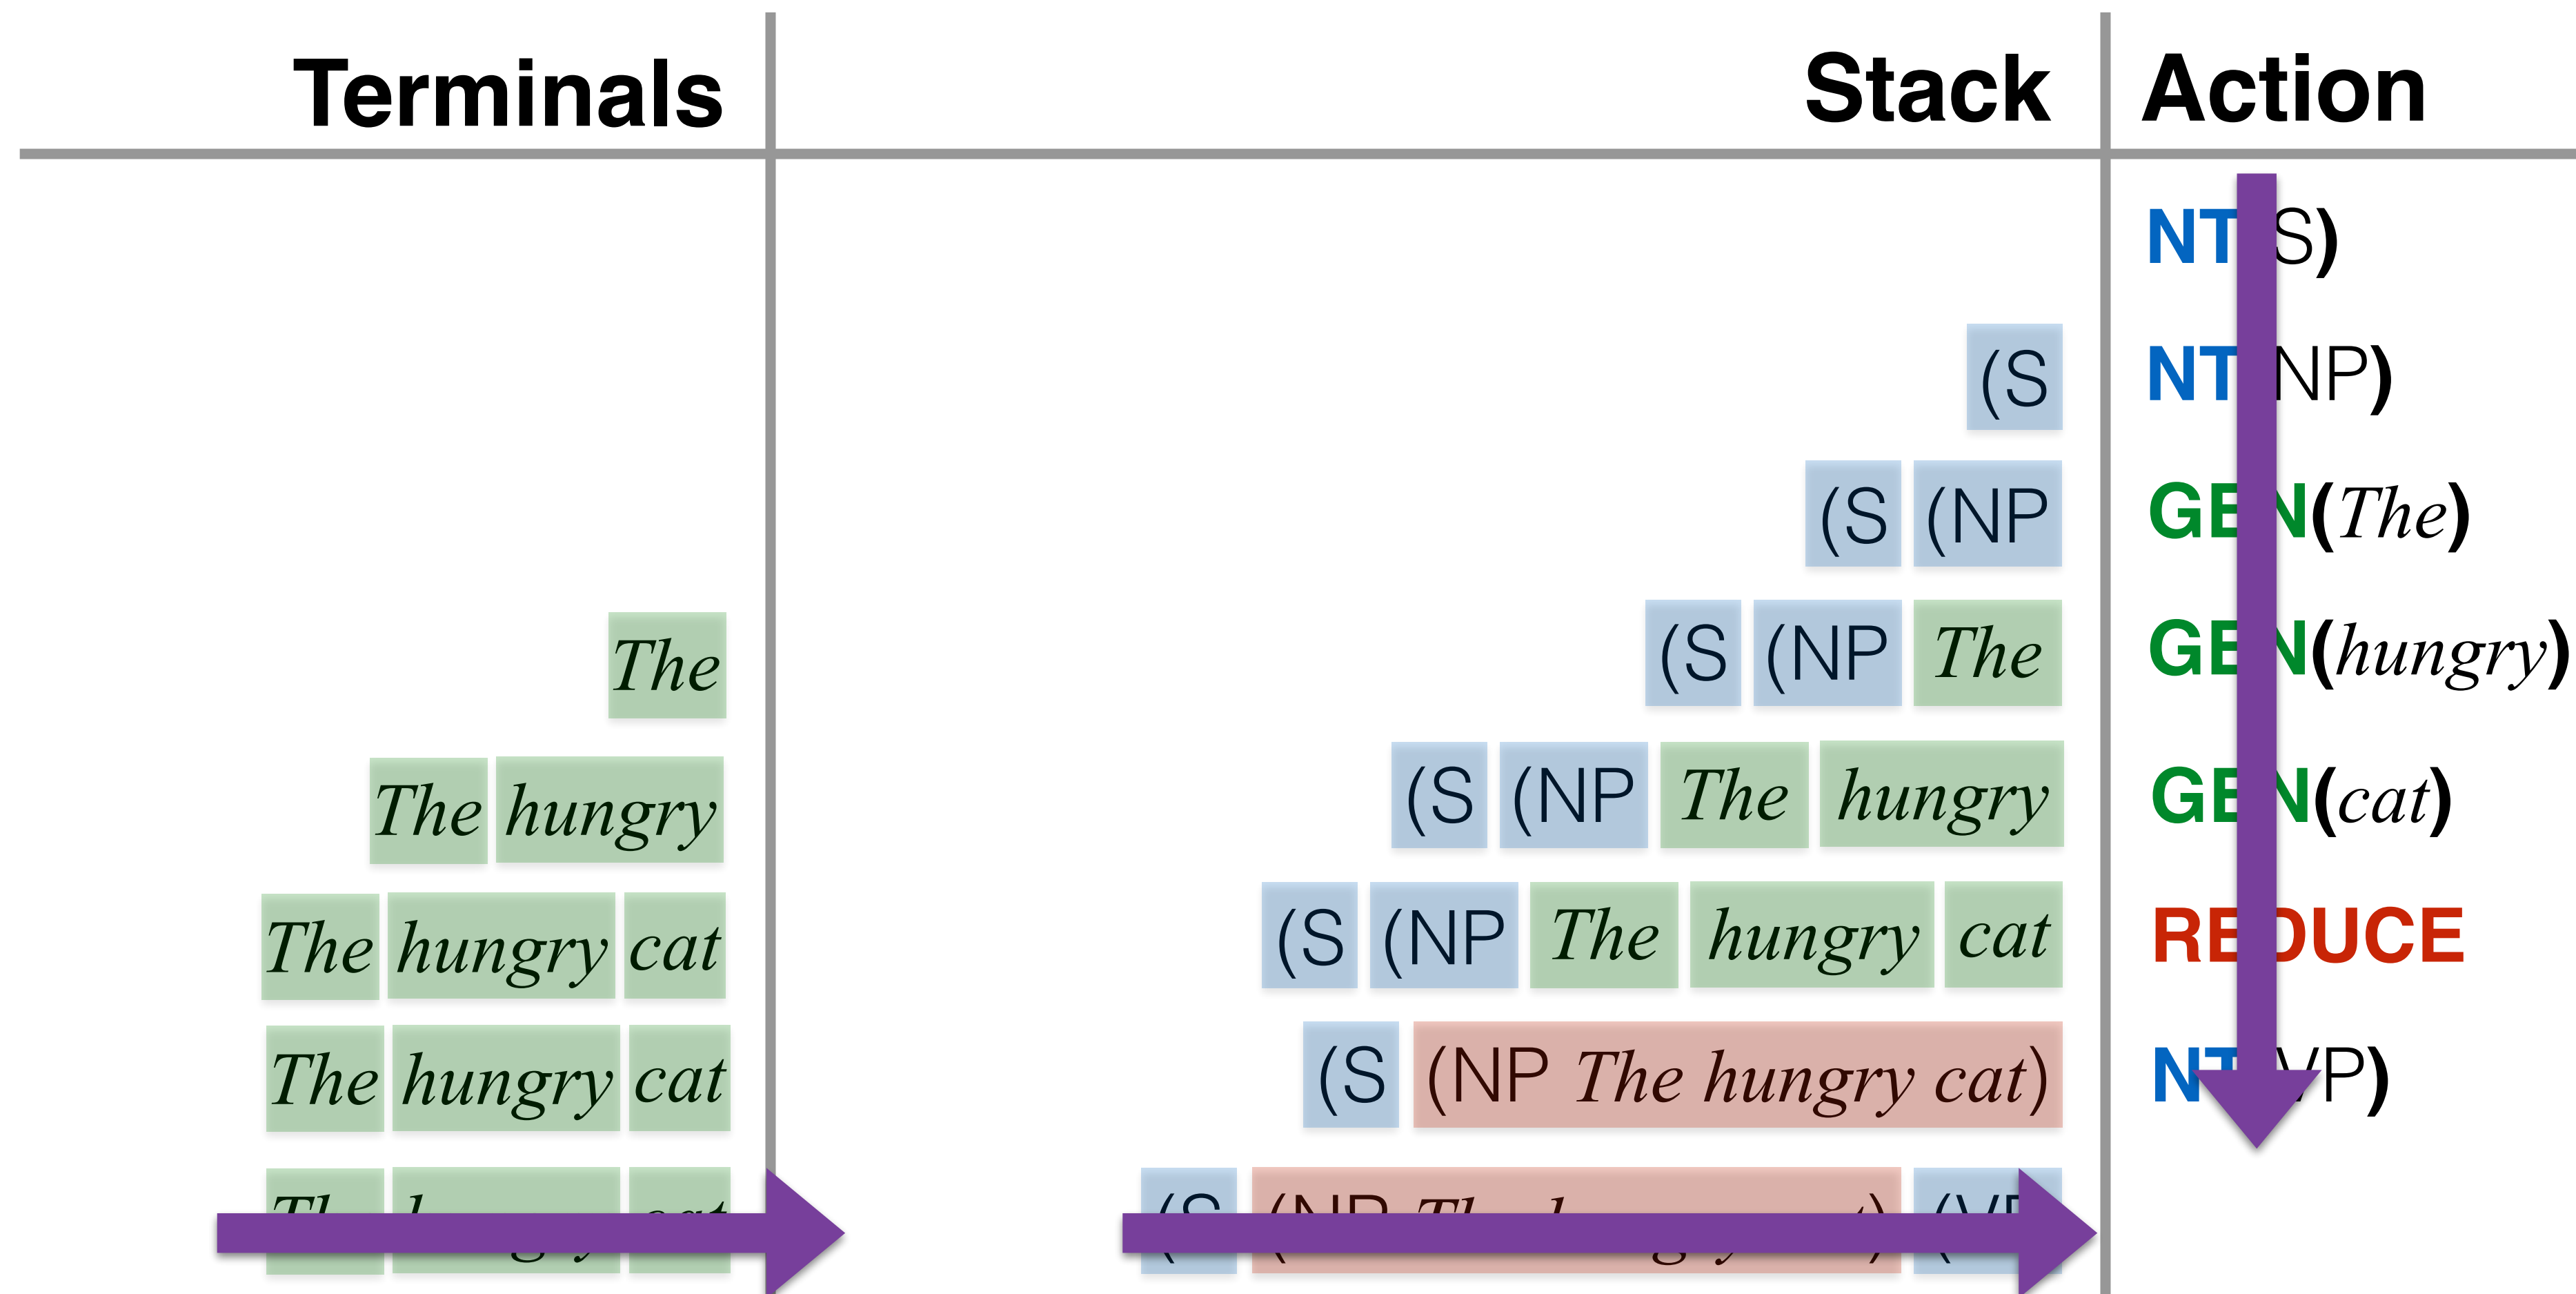 Terminals Stack Action
NT S)
(S NT NP)
(S (NP GEN(The)
The (S (NP The GEN(hungry)
The hungry (S (NP The hungry GEN(cat)
The hungry cat (S (NP The hungry cat REDUCE
The hungry cat (S (NP The hungry cat) NT VP)